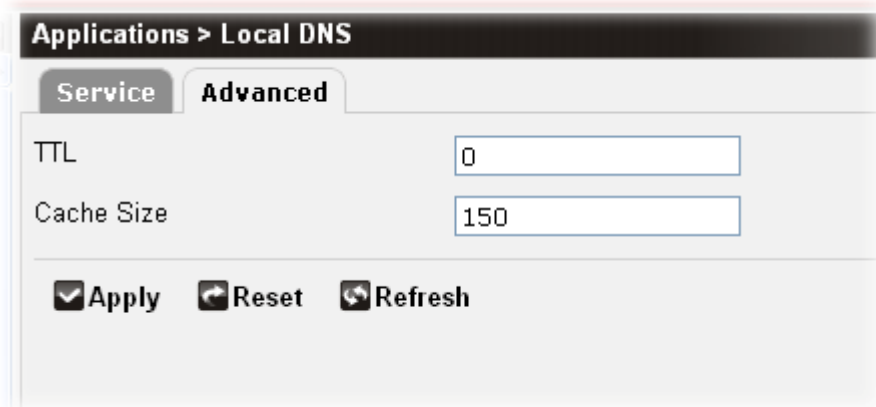 Applications > Local DNS
Service Advanced
TTL 0
Cache Size 150
Apply Reset Refresh